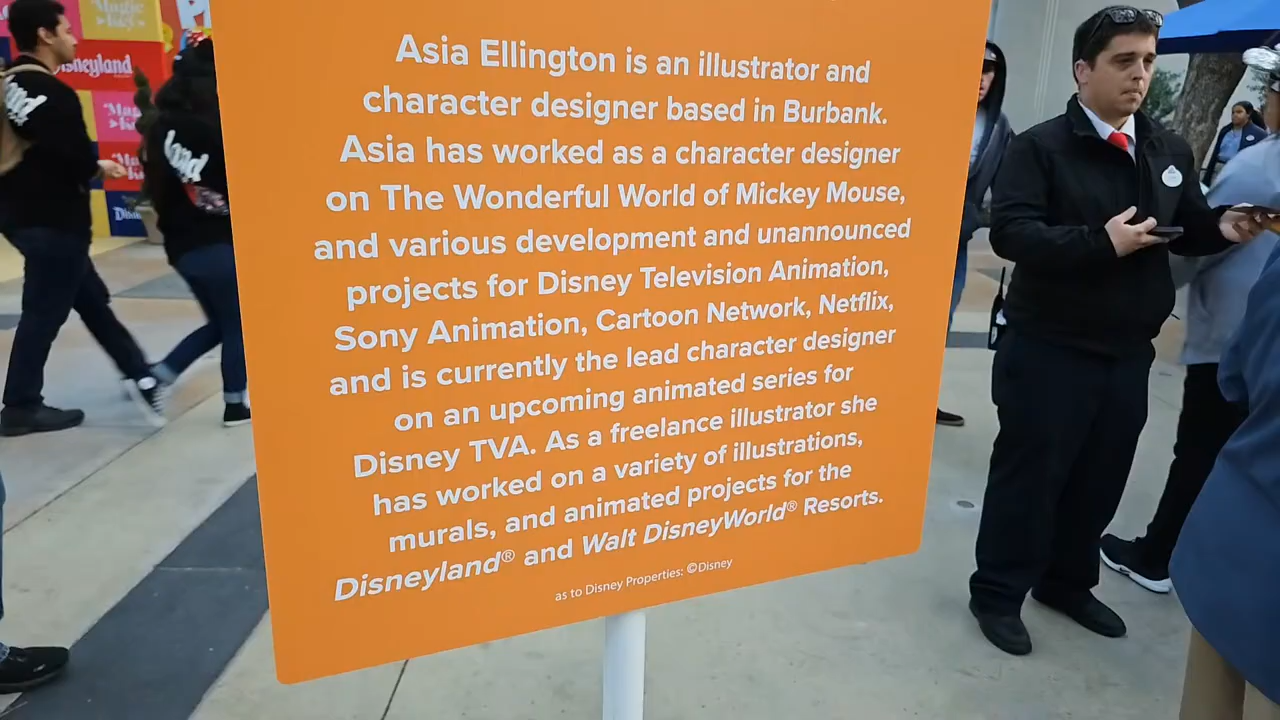 Magic
Key
Disneyland
Asia Ellington is an illustrator and
character designer based in Burbank.
Asia has worked as a character designer
on The Wonderful World of Mickey Mouse,
and various development and unannounced
projects for Disney Television Animation,
Sony Animation, Cartoon Network, Netflix,
and is currently the lead character designer
on an upcoming animated series for
Disney TVA. As a freelance illustrator she
has worked on a variety of illustrations,
murals, and animated projects for the
Disneyland® and Walt DisneyWorld® Resorts.
as to Disney Properties: ©Disney